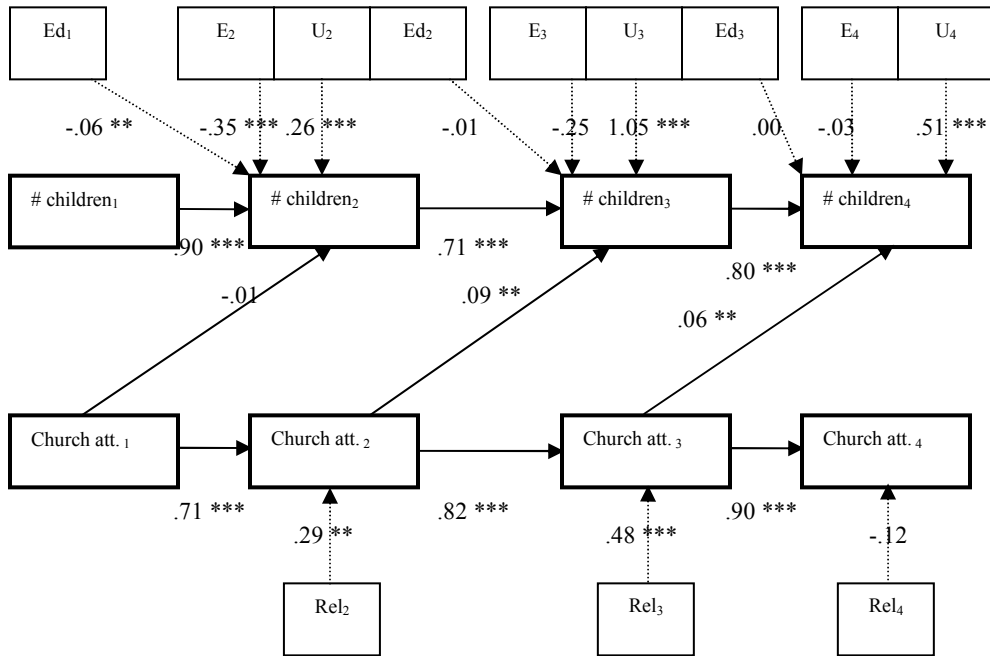 Ed₁ E₂ U₂ Ed₂ E₃ U₃ Ed₃ E₄ U₄
-.06 ** -.35 *** .26 *** -.01 -.25 1.05 *** .00 -.03 .51 ***
# children₁ # children₂ # children₃ # children₄
.90 *** .71 *** .80 ***
-.01 .09 ** .06 **
Church att. ₁ Church att. ₂ Church att. ₃ Church att. ₄
.71 *** .82 *** .90 ***
.29 ** .48 *** -.12
Rel₂ Rel₃ Rel₄